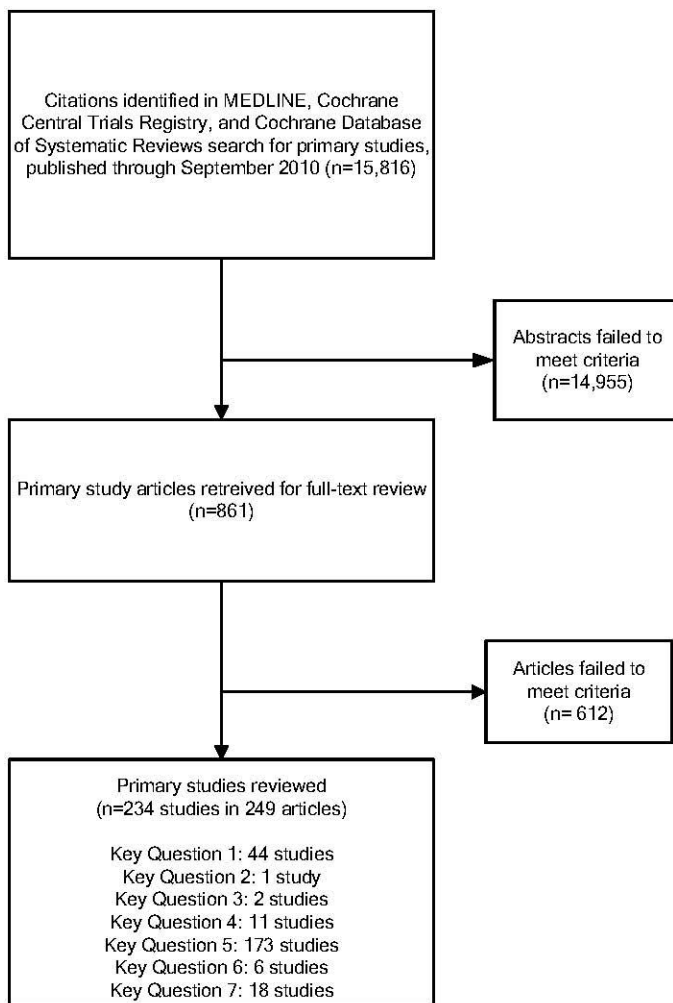 Citations identified in MEDLINE, Cochrane
Central Trials Registry, and Cochrane Database
of Systematic Reviews search for primary studies,
published through September 2010 (n=15,816)
Abstracts failed to
meet criteria
(n=14,955)
Primary study articles retreived for full-text review
(n=861)
Articles failed to
meet criteria
(n= 612)
Primary studies reviewed
(n=234 studies in 249 articles)
Key Question 1: 44 studies
Key Question 2: 1 study
Key Question 3: 2 studies
Key Question 4: 11 studies
Key Question 5: 173 studies
Key Question 6: 6 studies
Key Question 7: 18 studies